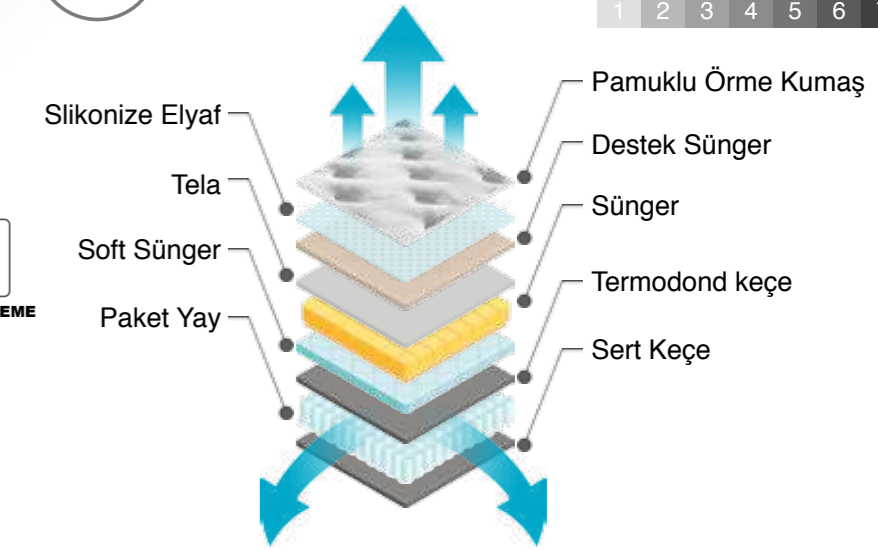 1 2 3 4 5 6
Pamuklu Örme Kumaş
Slikonize Elyaf
Destek Sünger
Tela
Sünger
Soft Sünger
Termodond keçe
EME
Paket Yay
Sert Keçe